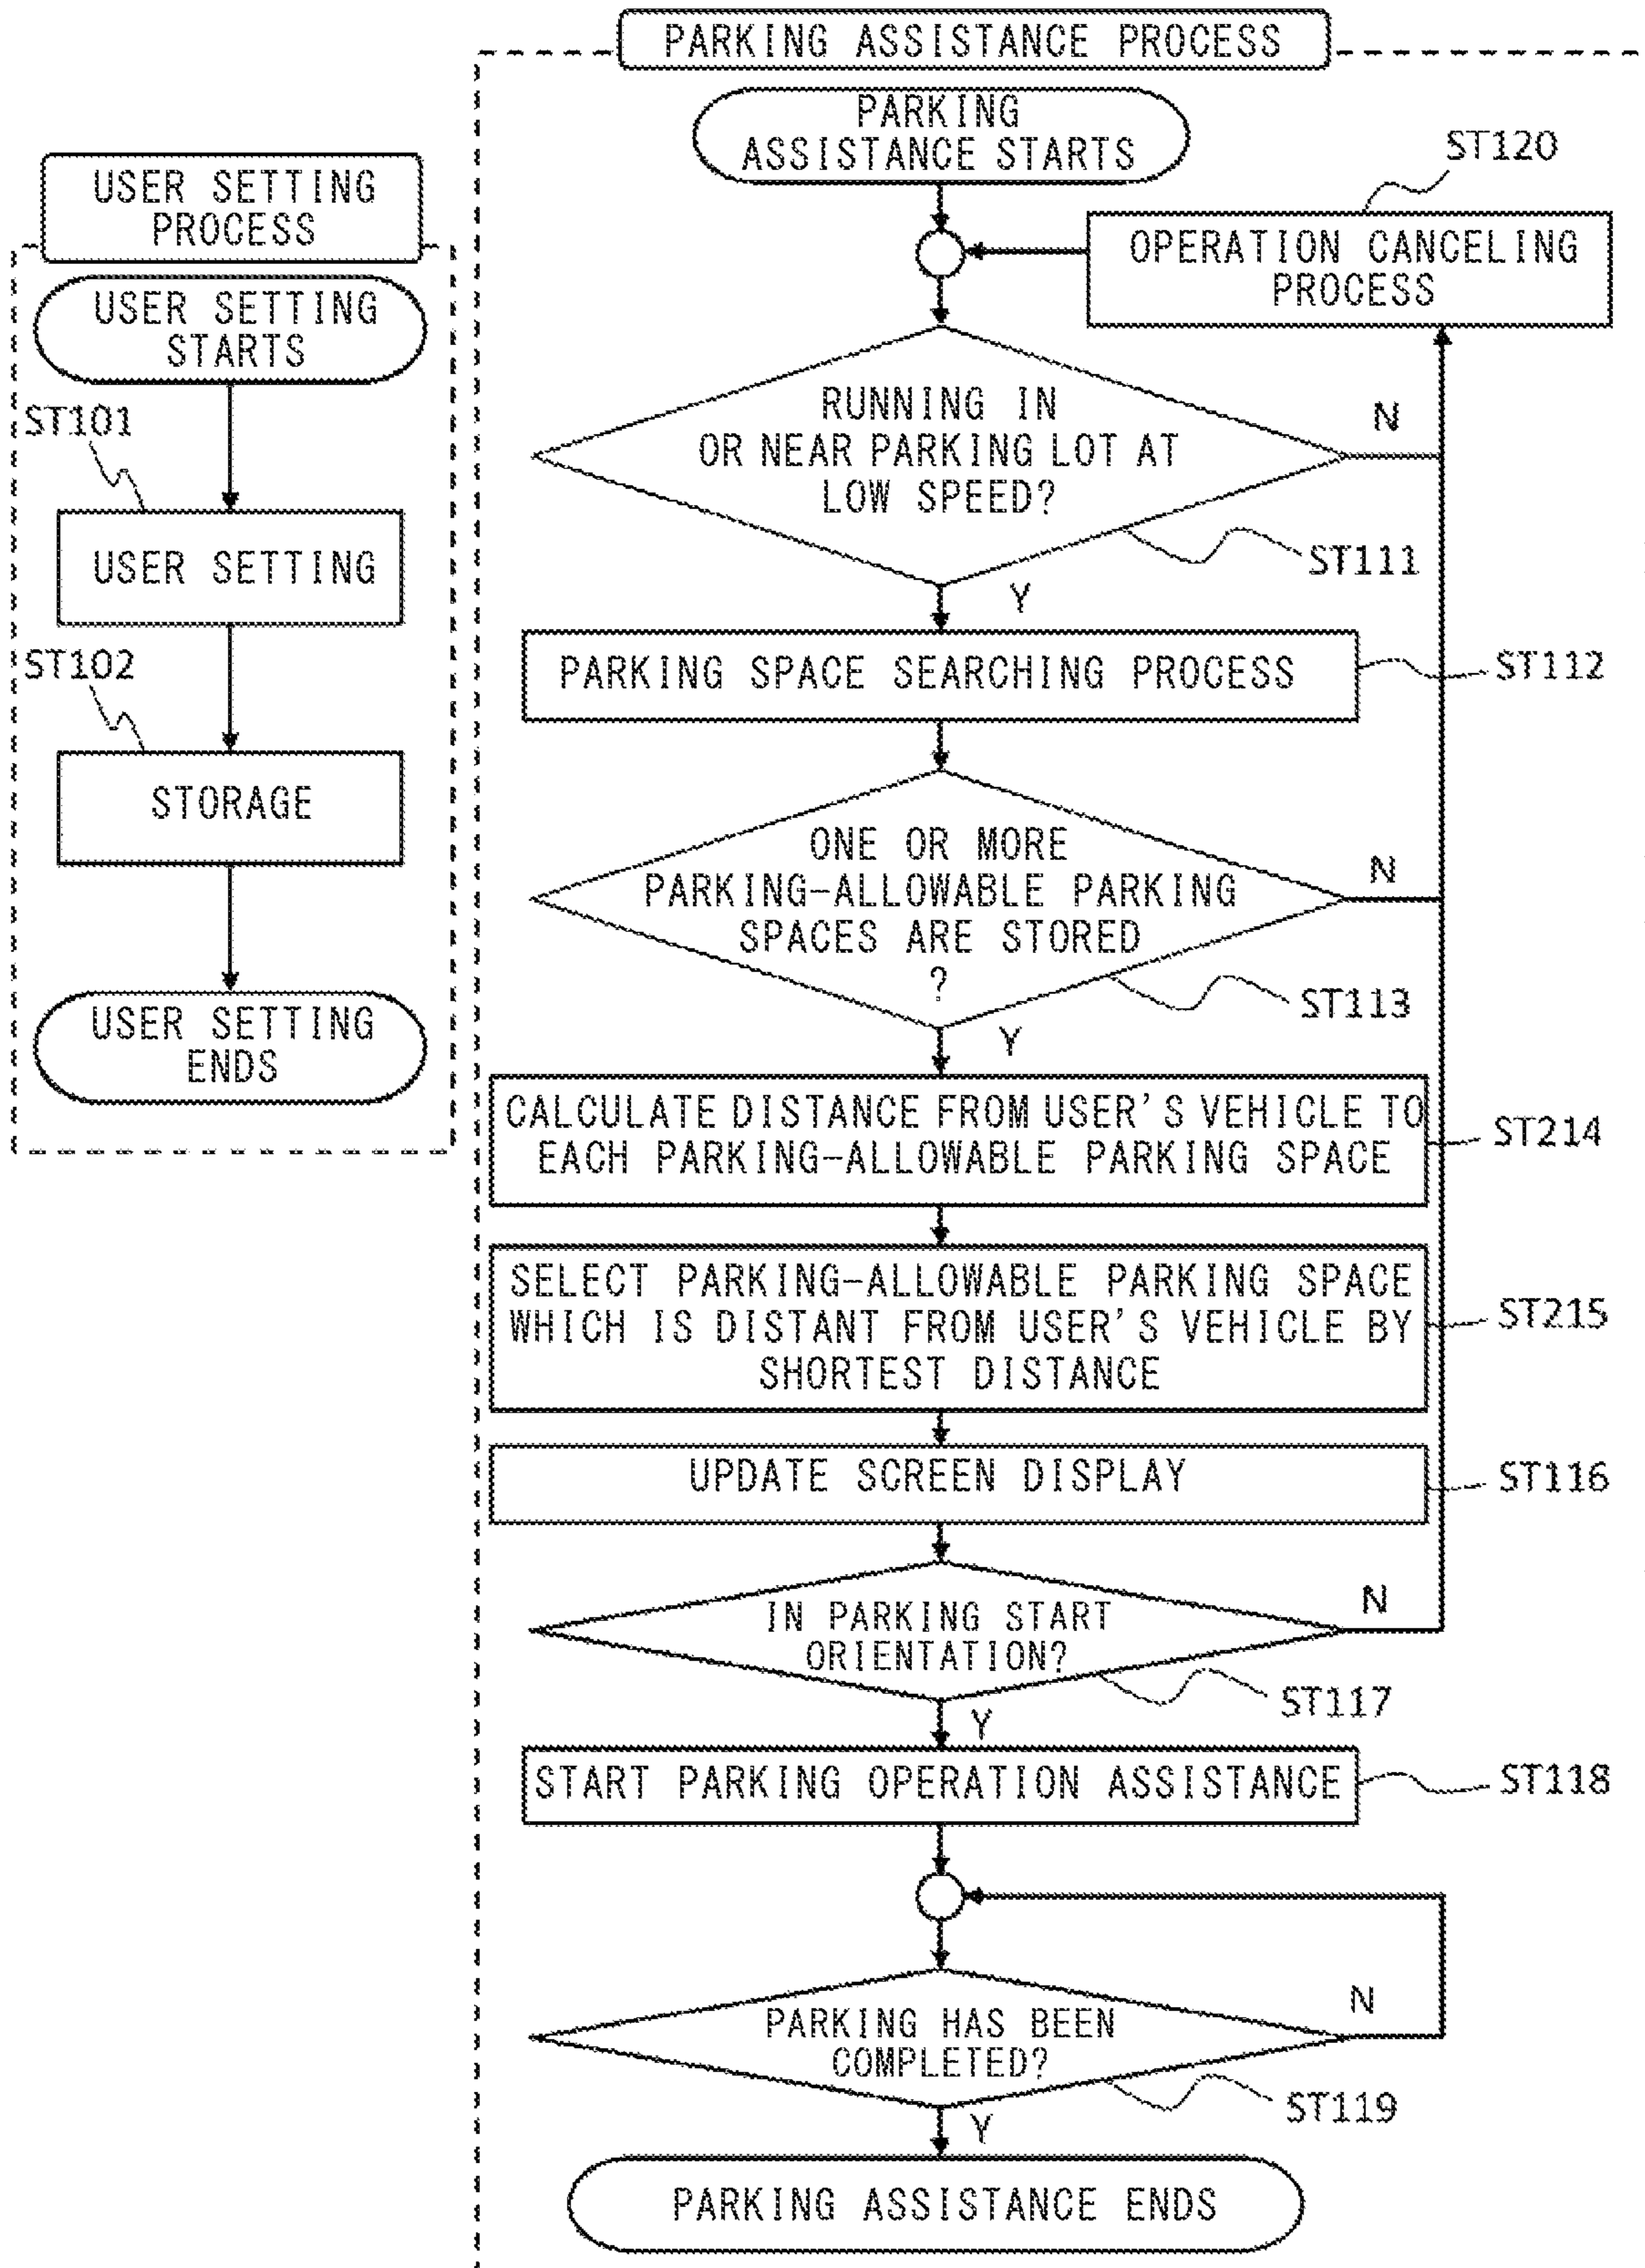 USER SETTING
PROCESS
USER SETTING
STARTS
ST101
USER SETTING
ST102
STORAGE
USER SETTING
ENDS
PARKING ASSISTANCE PROCESS
PARKING
ASSISTANCE STARTS
ST120
OPERATION CANCELING
PROCESS
RUNNING IN
OR NEAR PARKING LOT AT
LOW SPEED?
N
ST111
Y
PARKING SPACE SEARCHING PROCESS
ST112
ONE OR MORE
PARKING-ALLOWABLE PARKING
SPACES ARE STORED
?
N
ST113
Y
CALCULATE DISTANCE FROM USER'S VEHICLE TO
EACH PARKING-ALLOWABLE PARKING SPACE
ST214
SELECT PARKING-ALLOWABLE PARKING SPACE
WHICH IS DISTANT FROM USER'S VEHICLE BY
SHORTEST DISTANCE
ST215
UPDATE SCREEN DISPLAY
ST116
IN PARKING START
ORIENTATION?
N
ST117
Y
START PARKING OPERATION ASSISTANCE
ST118
PARKING HAS BEEN
COMPLETED?
N
ST119
Y
PARKING ASSISTANCE ENDS